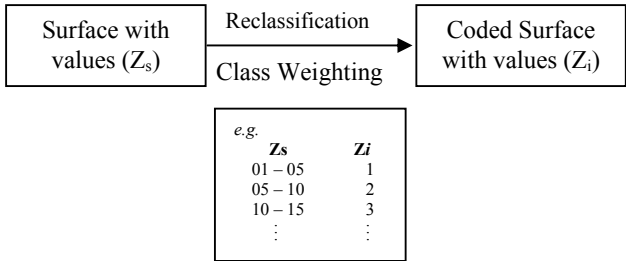 Surface with
values (Zs)
Reclassification
Class Weighting
Coded Surface
with values (Zi)
e.g.
Zs Zi
01 – 05 1
05 – 10 2
10 – 15 3
⋮ ⋮